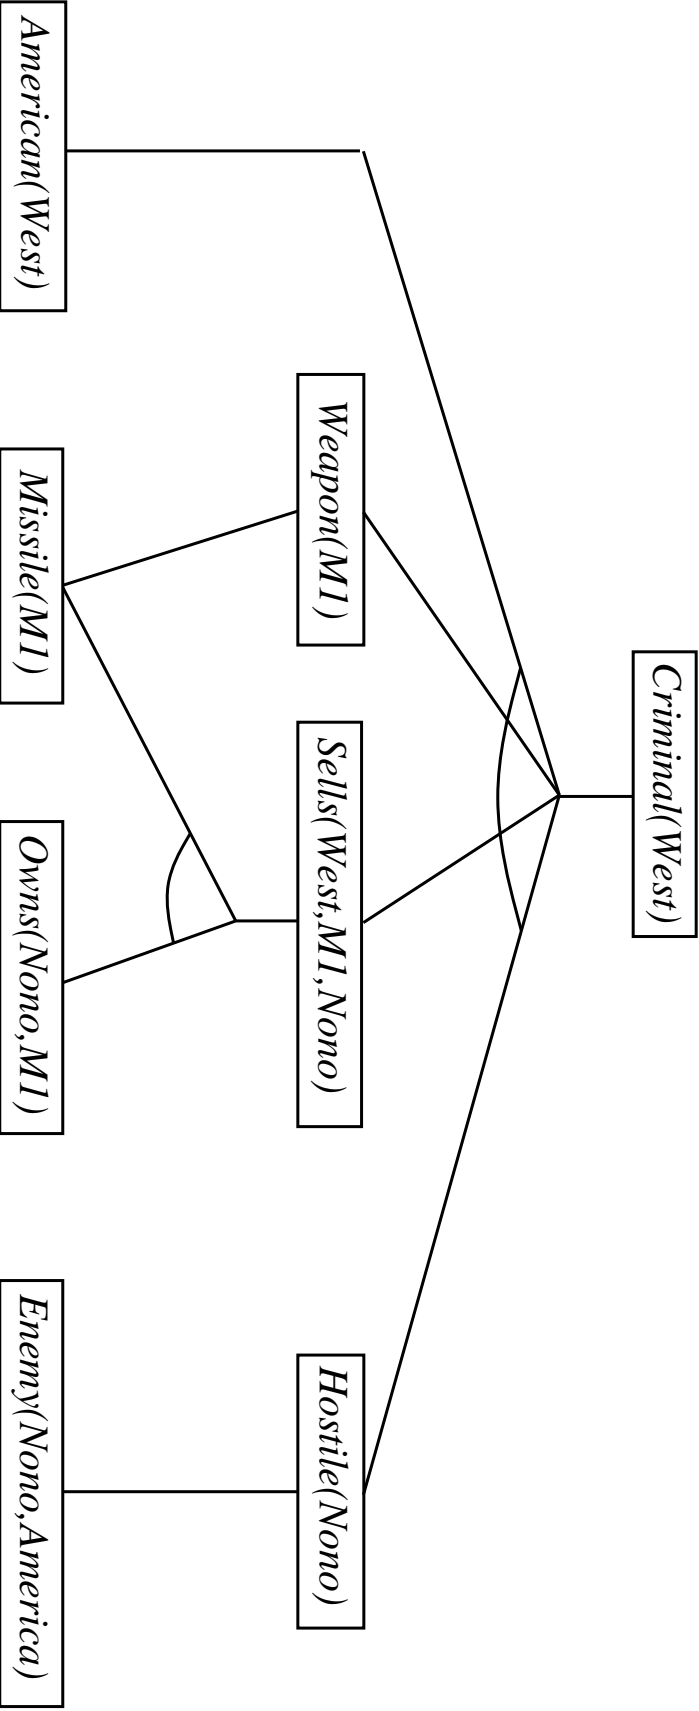 Criminal(West)
Weapon(M1)
Sells(West,M1,Nono)
Hostile(Nono)
American(West)
Missile(M1)
Owns(Nono,M1)
Enemy(Nono,America)